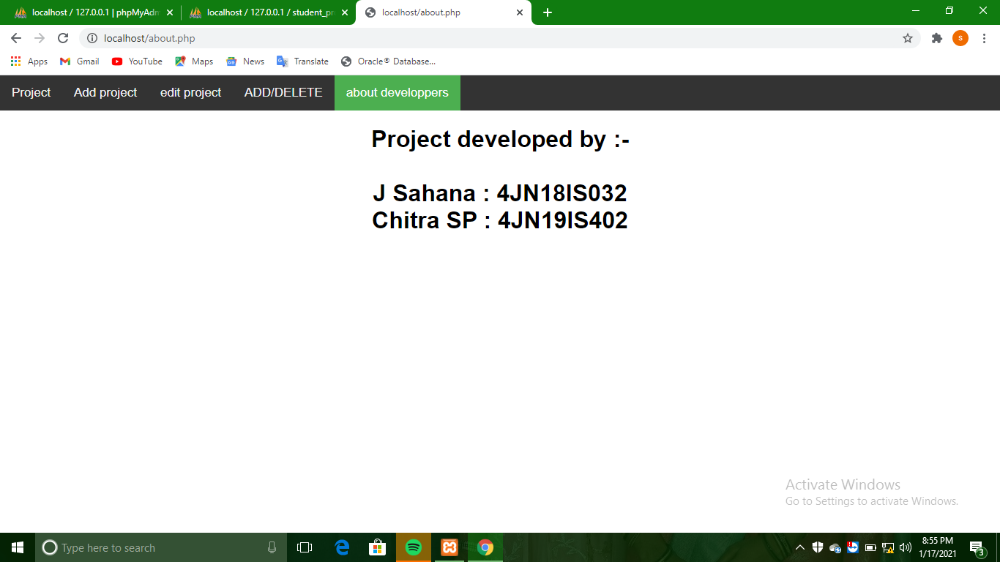 localhost / 127.0.0.1 | phpMyAdm
localhost / 127.0.0.1 / student_pr
localhost/about.php
localhost/about.php
Apps
Gmail
YouTube
Maps
News
Translate
Oracle® Database...
Project
Add project
edit project
ADD/DELETE
about developpers
Project developed by :-
J Sahana : 4JN18IS032
Chitra SP : 4JN19IS402
Activate Windows
Go to Settings to activate Windows.
Type here to search
8:55 PM
1/17/2021
3